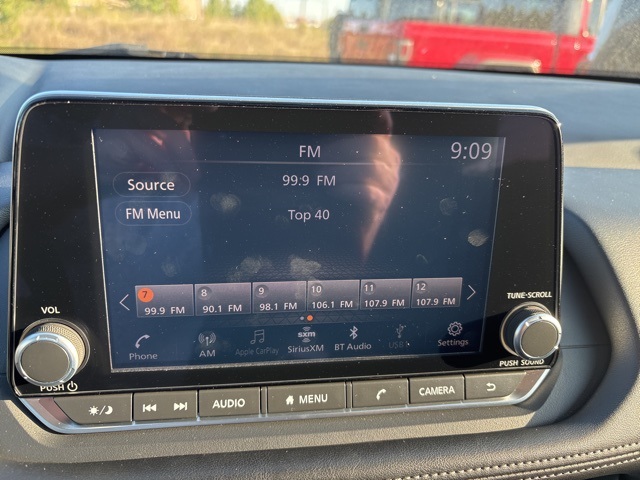 FM 9:09
Source 99.9 FM
FM Menu Top 40
7 8 9 10 11 12
99.9 FM 90.1 FM 98.1 FM 106.1 FM 107.9 FM 107.9 FM
VOL TUNE·SCROLL
Phone AM Apple CarPlay sxm SiriusXM BT Audio USB1 Settings
PUSH PUSH SOUND
AUDIO MENU CAMERA